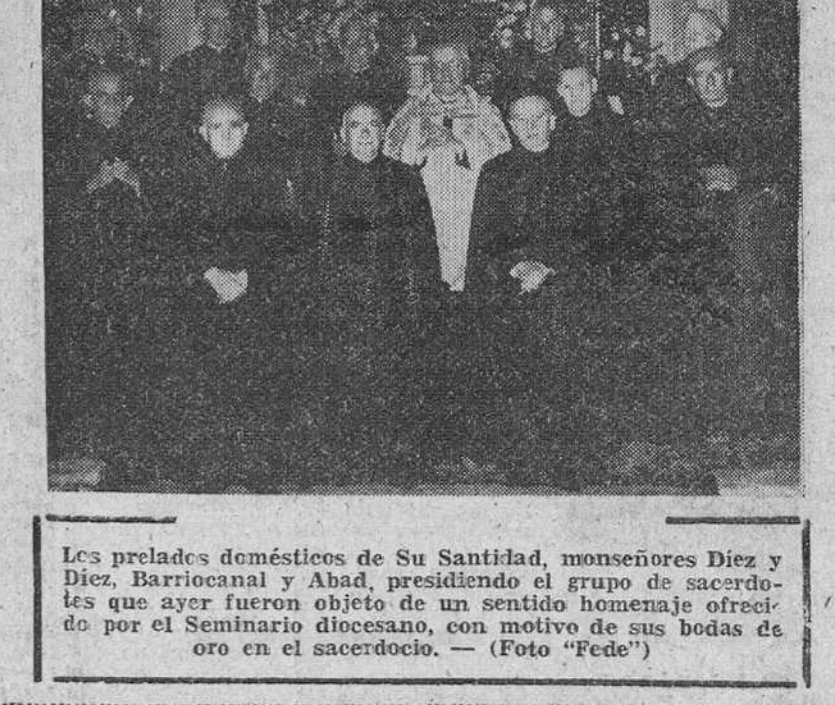 Los prelados domésticos de Su Santidad, monseñores Díez y
Díez, Barriocanal y Abad, presidiendo el grupo de sacerdo-
tes que ayer fueron objeto de un sentido homenaje ofreci-
do por el Seminario diocesano, con motivo de sus bodas de
oro en el sacerdocio. — (Foto "Fede")